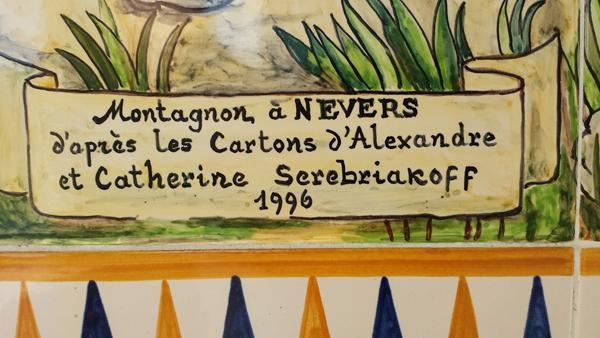 Montagnon, à NEVERS
d'après les Cartons d'Alexandre
et Catherine Serebriakoff
1996